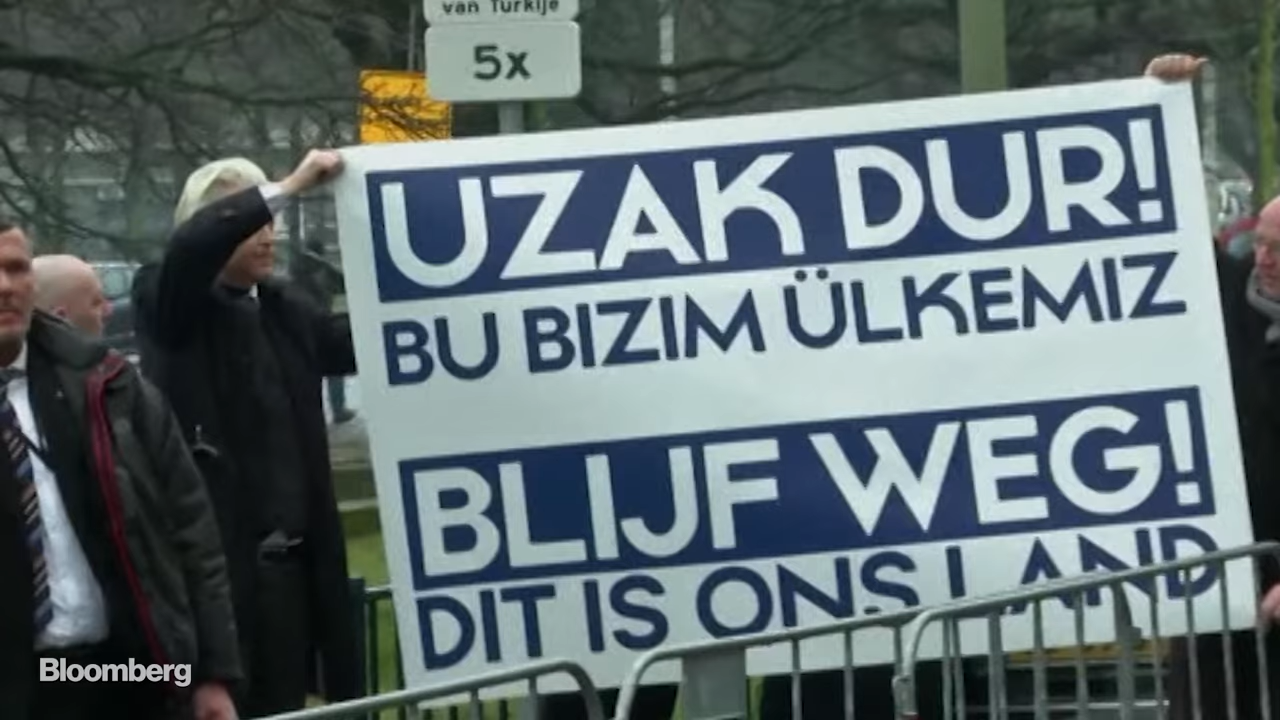 van Turkije
5x
UZAK DUR!
BU BIZIM ÜLKEMIZ
BLIJF WEG!
DIT IS ONS LAND
Bloomberg